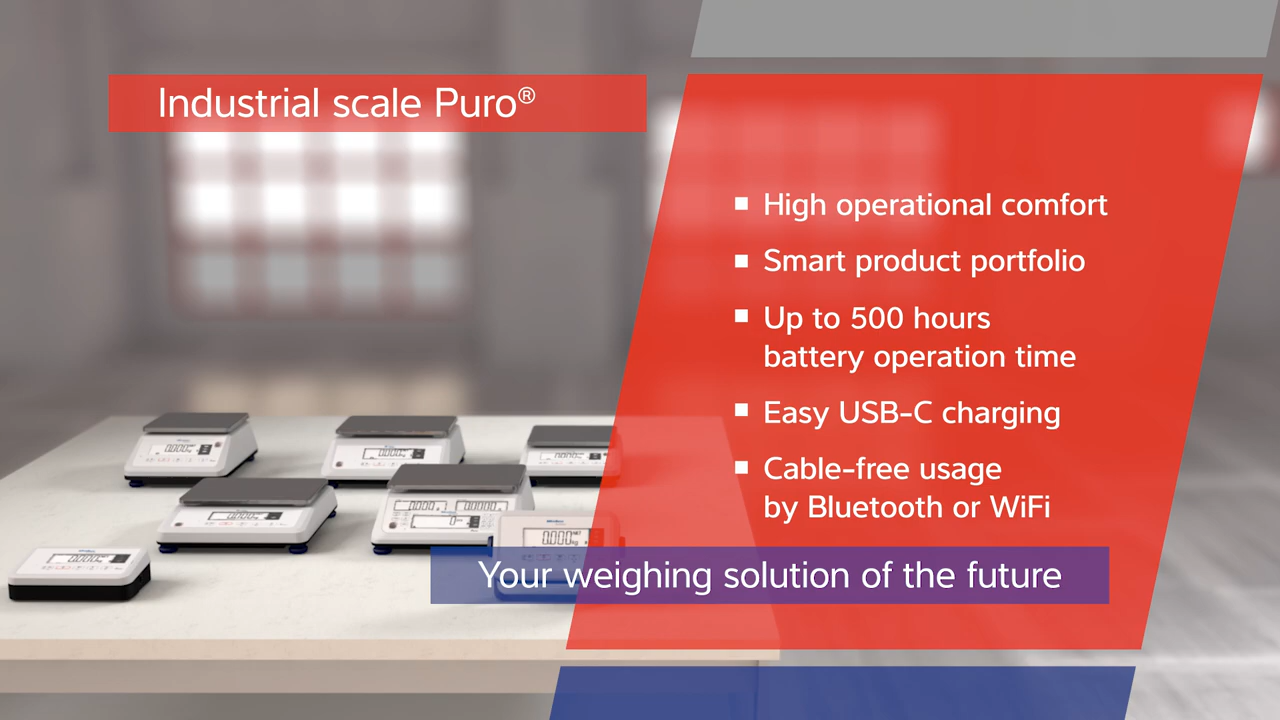 Industrial scale Puro®
■ High operational comfort
■ Smart product portfolio
■ Up to 500 hours
battery operation time
■ Easy USB-C charging
■ Cable-free usage
by Bluetooth or WiFi
Your weighing solution of the future